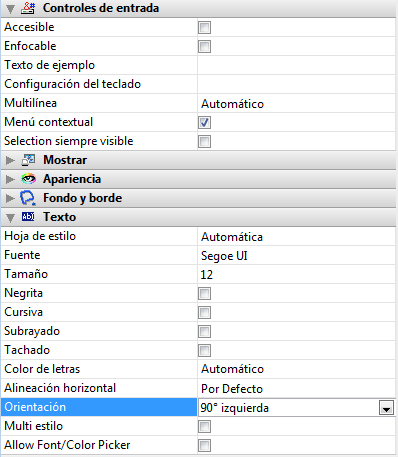 Controles de entrada
Accesible
Enfocable
Texto de ejemplo
Configuración del teclado
Multilínea Automático
Menú contextual
Selection siempre visible
Mostrar
Apariencia
Fondo y borde
Texto
Hoja de estilo Automática
Fuente Segoe UI
Tamaño 12
Negrita
Cursiva
Subrayado
Tachado
Color de letras Automático
Alineación horizontal Por Defecto
Orientación 90° izquierda
Multi estilo
Allow Font/Color Picker